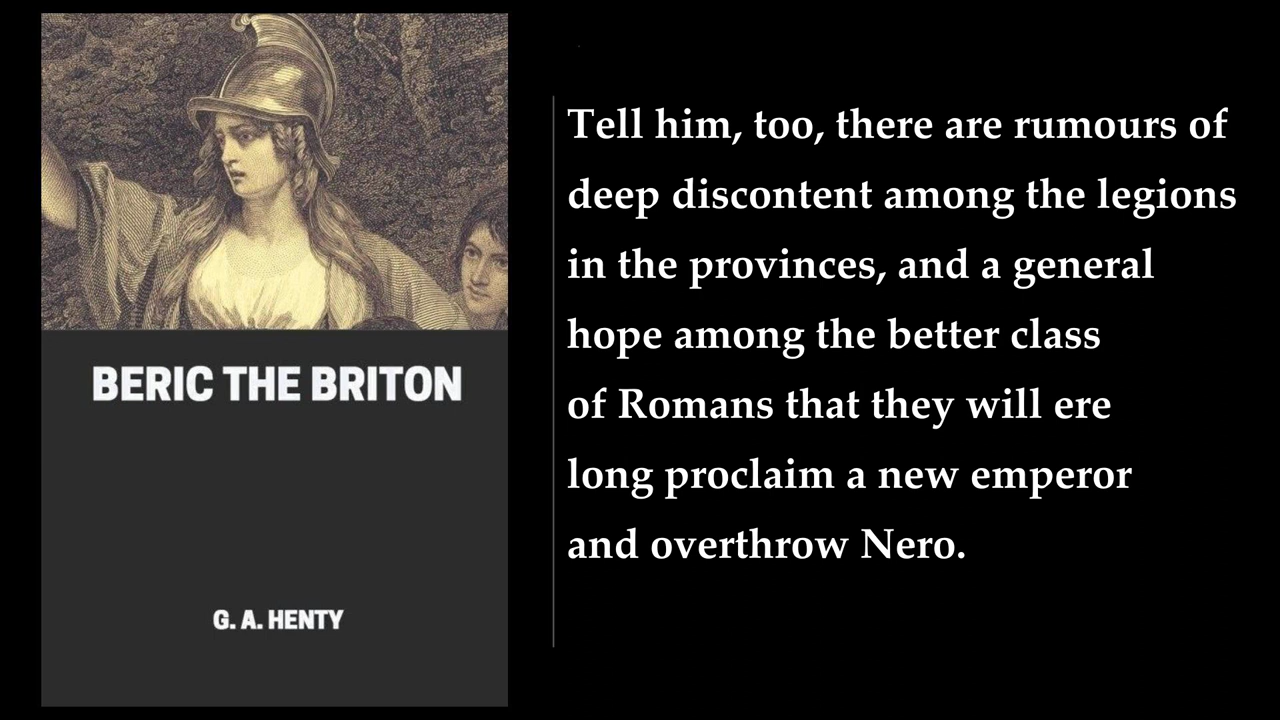 BERIC THE BRITON
G. A. HENTY
Tell him, too, there are rumours of
deep discontent among the legions
in the provinces, and a general
hope among the better class
of Romans that they will ere
long proclaim a new emperor
and overthrow Nero.